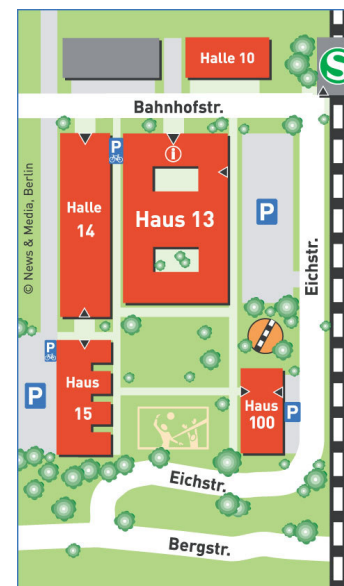 Halle 10
S
Bahnhofstr.
P
i
Halle
14
Haus 13
P
Eichstr.
© News & Media, Berlin
P
P
Haus
15
Haus
100
P
Eichstr.
Bergstr.